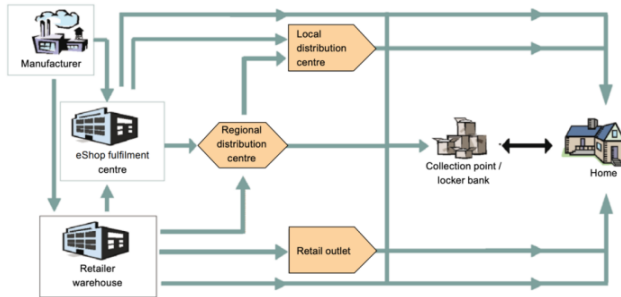 Manufacturer
Local
distribution
centre
eShop fulfilment
centre
Regional
distribution
centre
Collection point /
locker bank
Home
Retailer
warehouse
Retail outlet